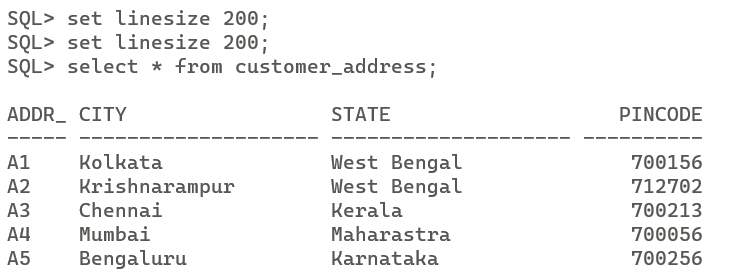 SQL> set linesize 200;
SQL> set linesize 200;
SQL> select * from customer_address;
ADDR_ CITY STATE PINCODE
----- -------------------- -------------------- ----------
A1 Kolkata West Bengal 700156
A2 Krishnarampur West Bengal 712702
A3 Chennai Kerala 700213
A4 Mumbai Maharastra 700056
A5 Bengaluru Karnataka 700256